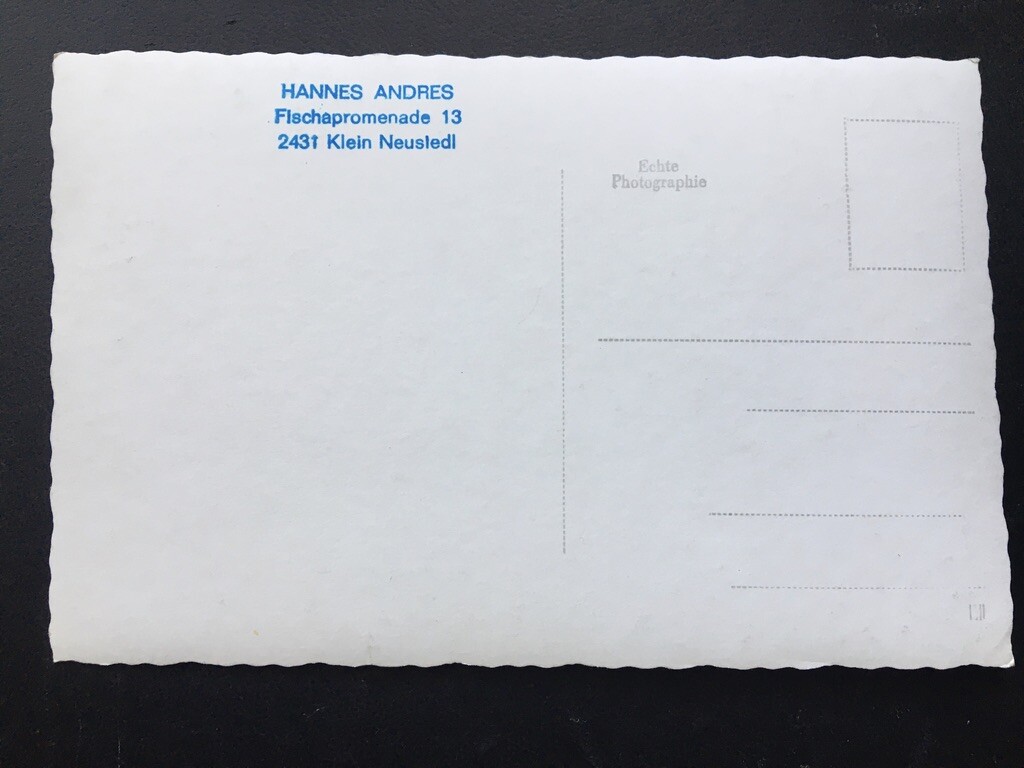 HANNES ANDRES
Fischapromenade 13
2431 Klein Neusiedl
Echte
Photographie